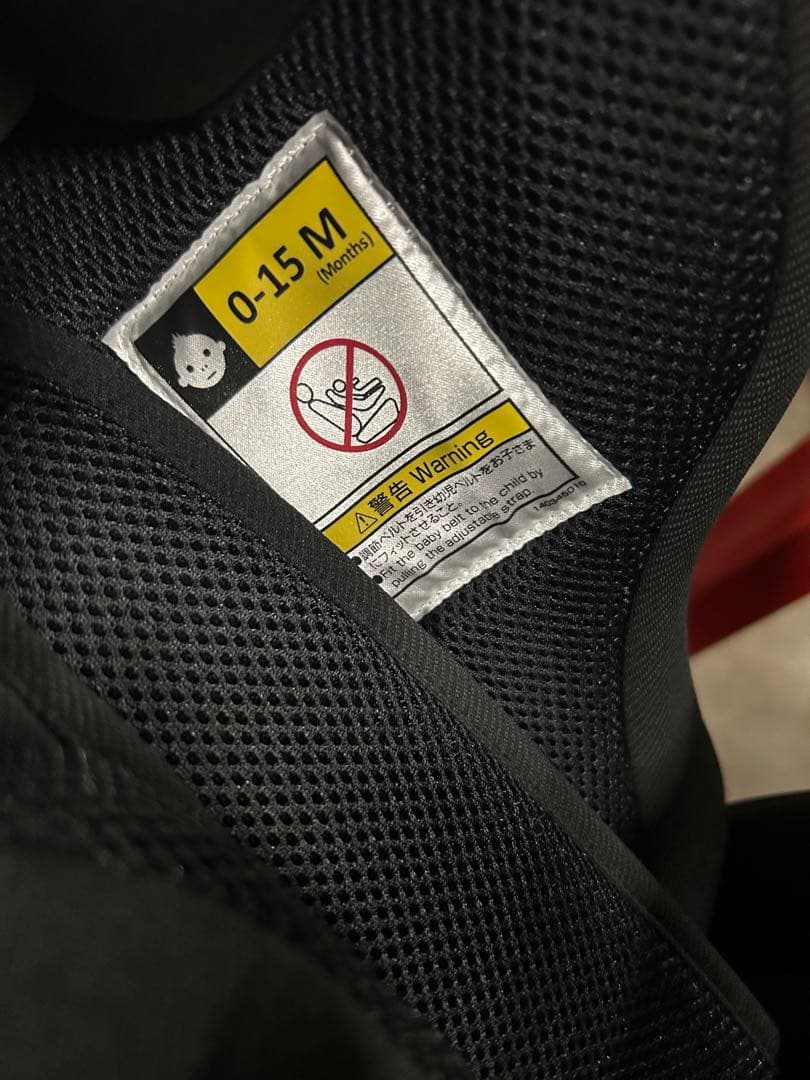 0-15 M
(Months)
警告 Warning
●調節ベルトを引き幼児ベルトをお子さま
にフィットさせること。
●Fit the baby belt to the child by
pulling the adjustable strap.